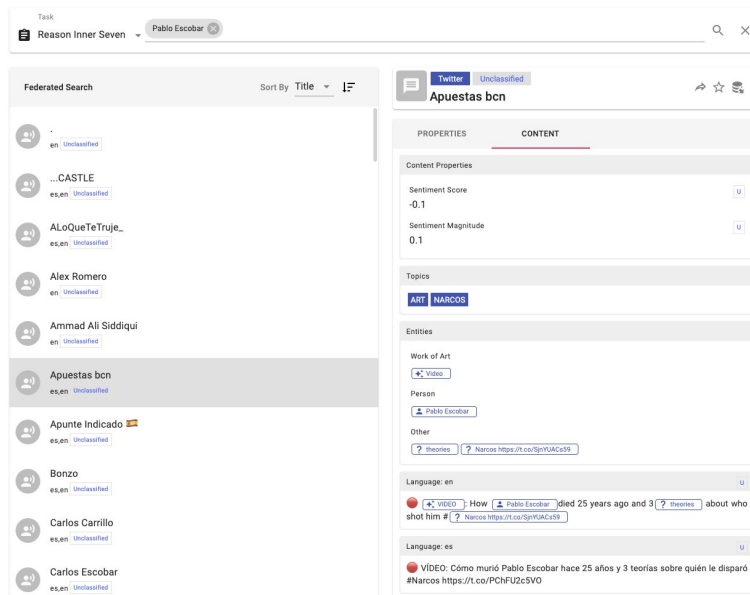 Task
Reason Inner Seven
Pablo Escobar
Federated Search
Sort By Title
.
en Unclassified
...CASTLE
es,en Unclassified
ALoQueTeTruje_
es,en Unclassified
Alex Romero
en Unclassified
Ammad Ali Siddiqui
en Unclassified
Apuestas bcn
es,en Unclassified
Apunte Indicado 🇪🇸
es,en Unclassified
Bonzo
es,en Unclassified
Carlos Carrillo
es,en Unclassified
Carlos Escobar
es,en Unclassified
Twitter Unclassified
Apuestas bcn
PROPERTIES CONTENT
Content Properties
Sentiment Score U
-0.1
Sentiment Magnitude U
0.1
Topics
ART NARCOS
Entities
Work of Art
Video
Person
Pablo Escobar
Other
? theories ? Narcos https://t.co/SjnYUACs59
Language: en U
🔴 VIDEO : How Pablo Escobar died 25 years ago and 3 ? theories about who
shot him # ? Narcos https://t.co/SjnYUACs59
Language: es U
🔴 VÍDEO: Cómo murió Pablo Escobar hace 25 años y 3 teorías sobre quién le disparó
#Narcos https://t.co/PChFU2c5VO